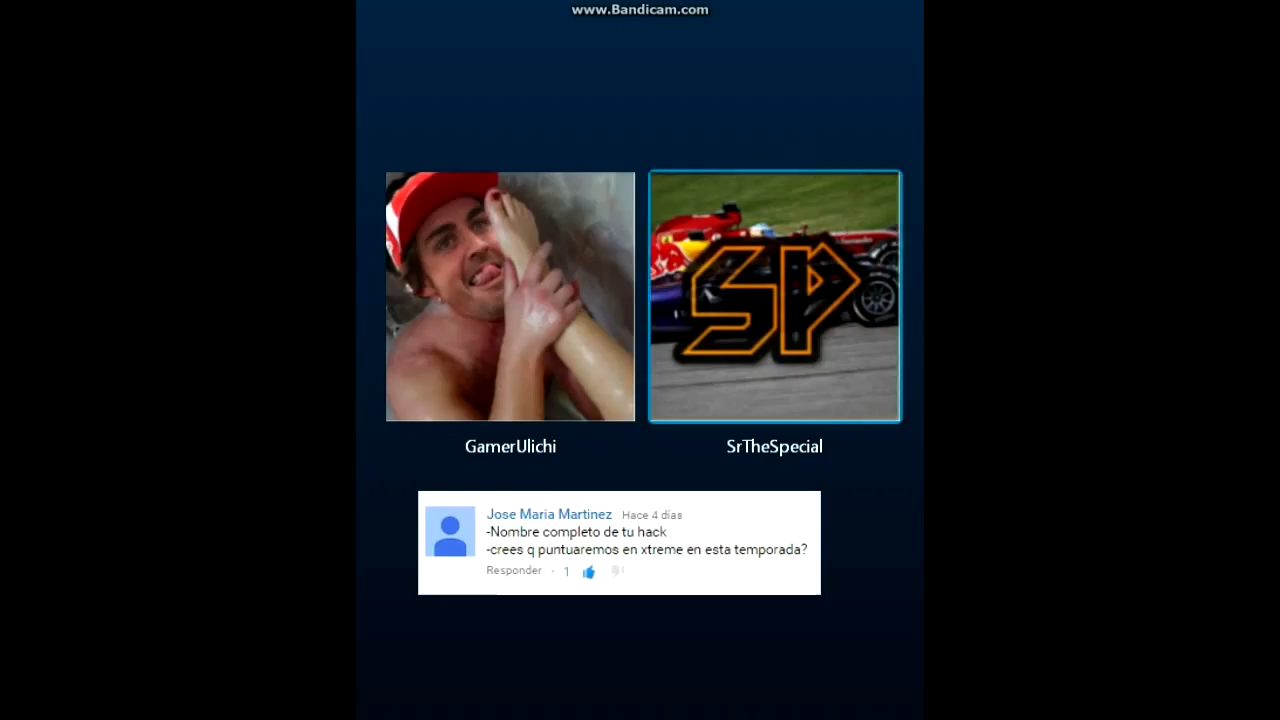 www.Bandicam.com
SP
GamerUlichi
SrTheSpecial
Jose Maria Martinez Hace 4 días
-Nombre completo de tu hack
-crees q puntuaremos en xtreme en esta temporada?
Responder · 1